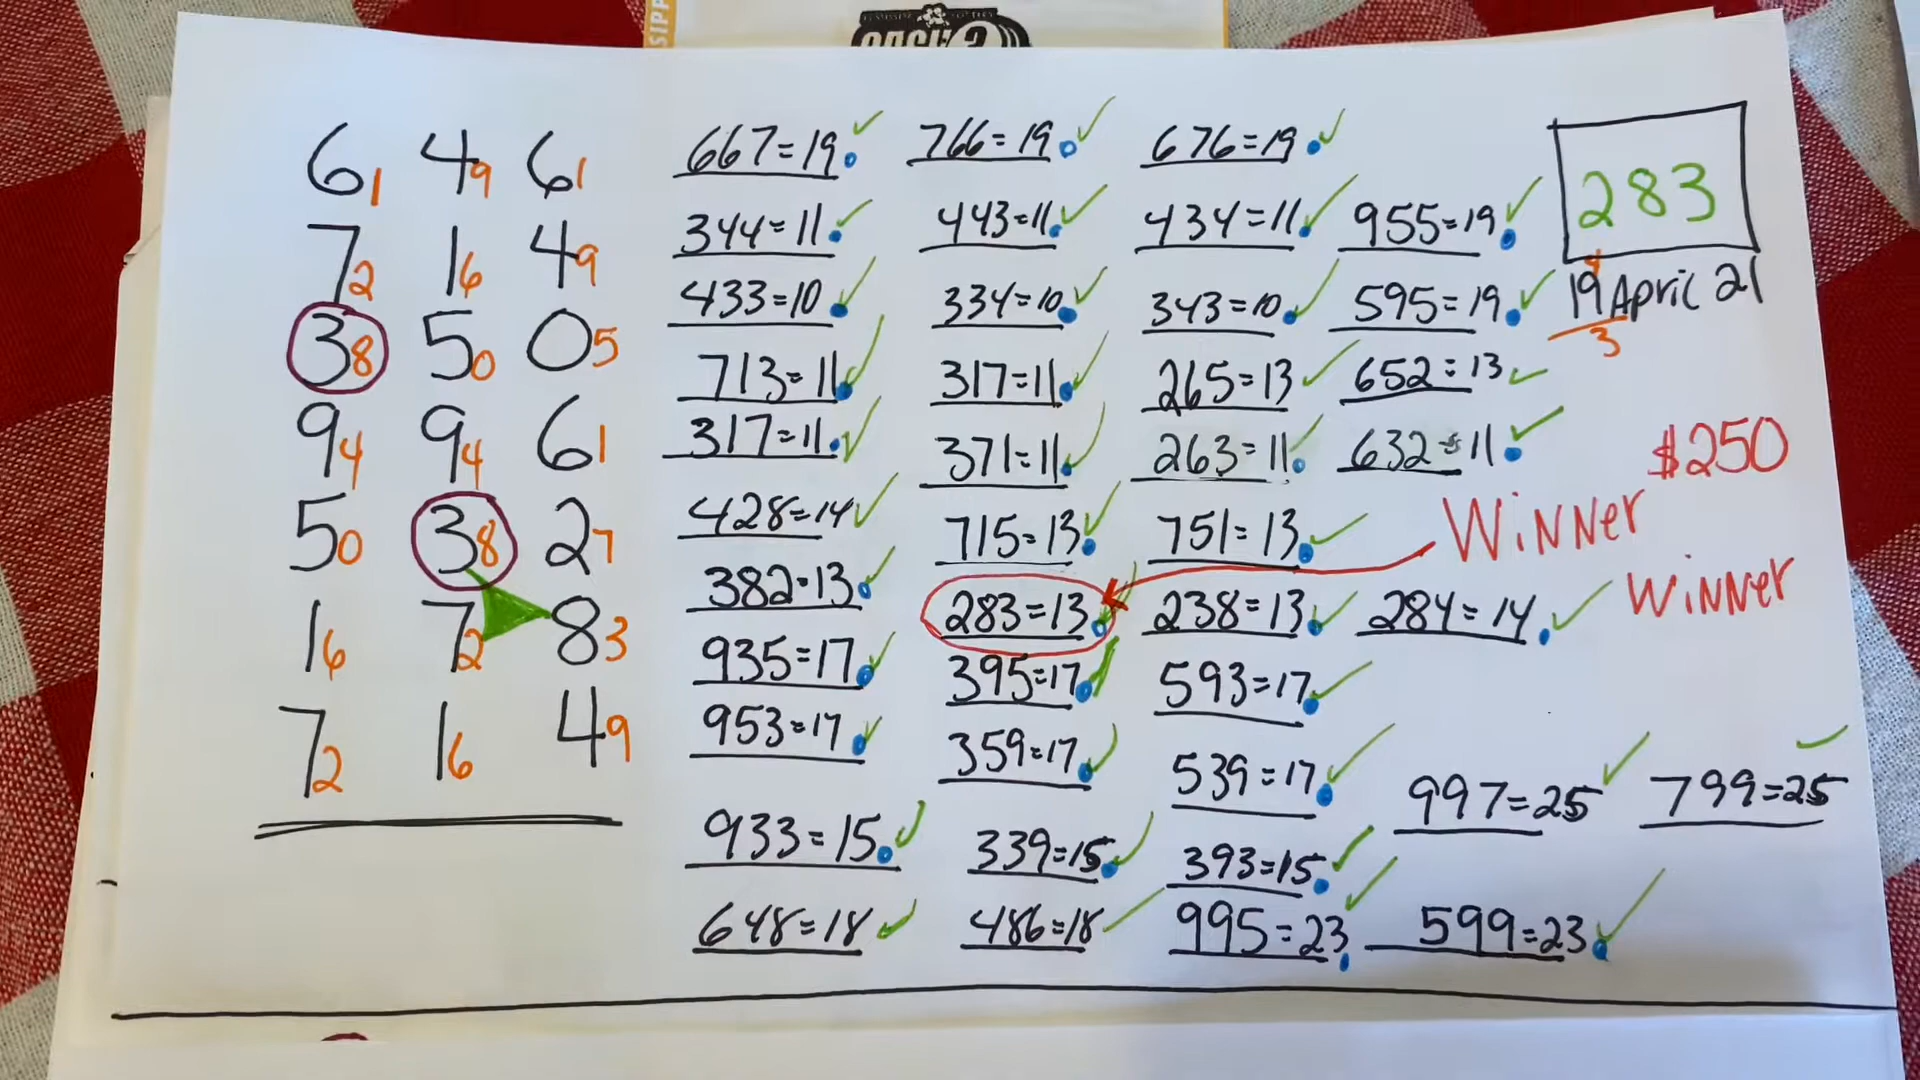 SIPP
CASH 3
6 1 4 9 6 1
7 2 1 6 4 9
3 8 5 0 0 5
9 4 9 4 6 1
5 0 3 8 2 7
1 6 7 2 8 3
7 2 1 6 4 9
667=19 766=19 676=19
344=11 443=11 434=11 955=19
433=10 334=10 343=10 595=19
713=11 317=11 265=13 652=13
317=11 371=11 263=11 632=11
428=14 715=13 751=13
382=13 283=13 238=13 284=14
935=17 395=17 593=17
953=17 359=17 539=17 997=25 799=25
933=15 339=15 393=15
648=18 486=18 995=23 599=23
283
19 April 21
3
$250
WiNNer
WiNNer